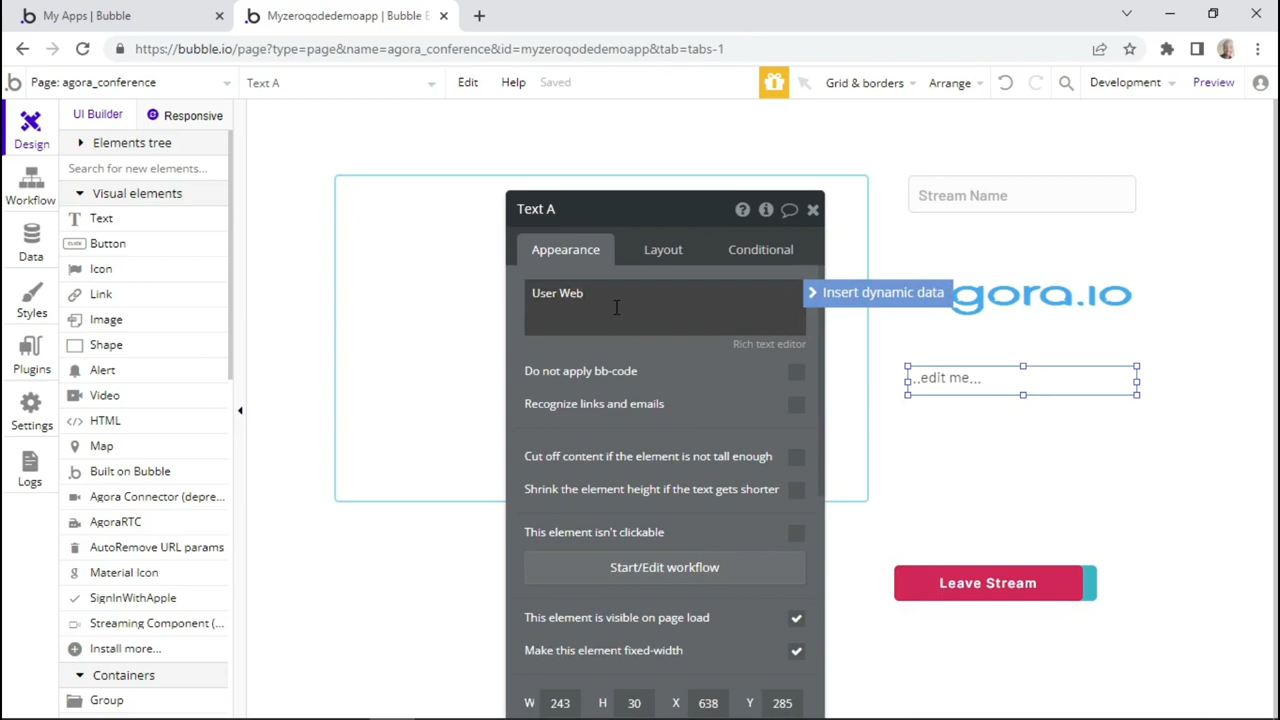 My Apps | Bubble
Myzeroqodedemoapp | Bubble E
https://bubble.io/page?type=page&name=agora_conference&id=myzeroqodedemoapp&tab=tabs-1
Page: agora_conference
Text A
Edit
Help
Saved
Grid & borders
Arrange
Development
Preview
Design
Workflow
Data
Styles
Plugins
Settings
Logs
UI Builder
Responsive
Elements tree
Search for new elements...
Visual elements
Text
CLICK
Button
Icon
Link
Image
Shape
Alert
Video
HTML
Map
Built on Bubble
Agora Connector (depre...
AgoraRTC
AutoRemove URL params
Material Icon
SignInWithApple
Streaming Component (...
Install more...
Containers
Group
Text A
Appearance
Layout
Conditional
User Web
Insert dynamic data
Rich text editor
Do not apply bb-code
Recognize links and emails
Cut off content if the element is not tall enough
Shrink the element height if the text gets shorter
This element isn't clickable
Start/Edit workflow
This element is visible on page load
Make this element fixed-width
W 243 H 30 X 638 Y 285
Stream Name
gora.io
...edit me...
Leave Stream